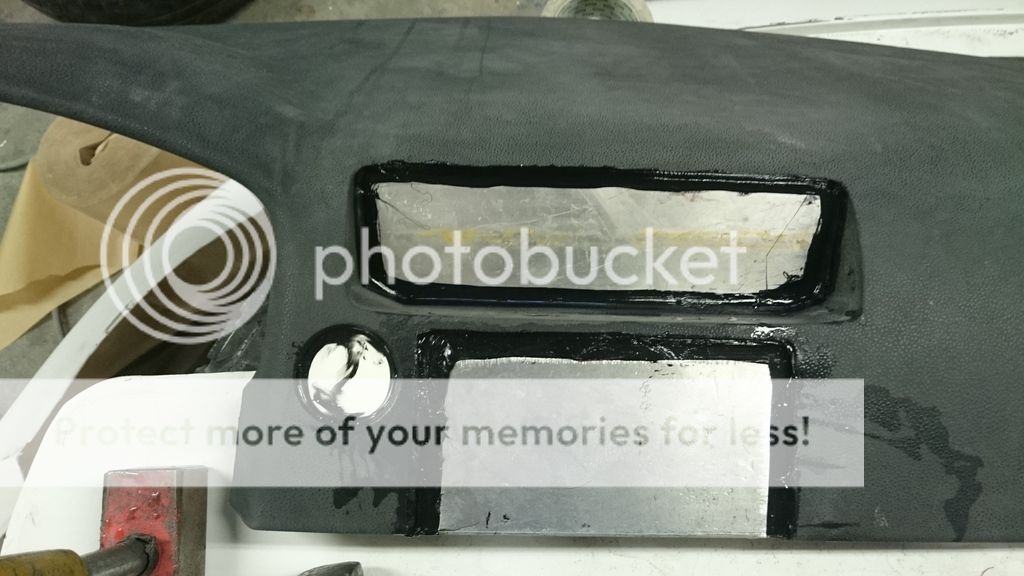 photobucket
Protect more of your memories for less!